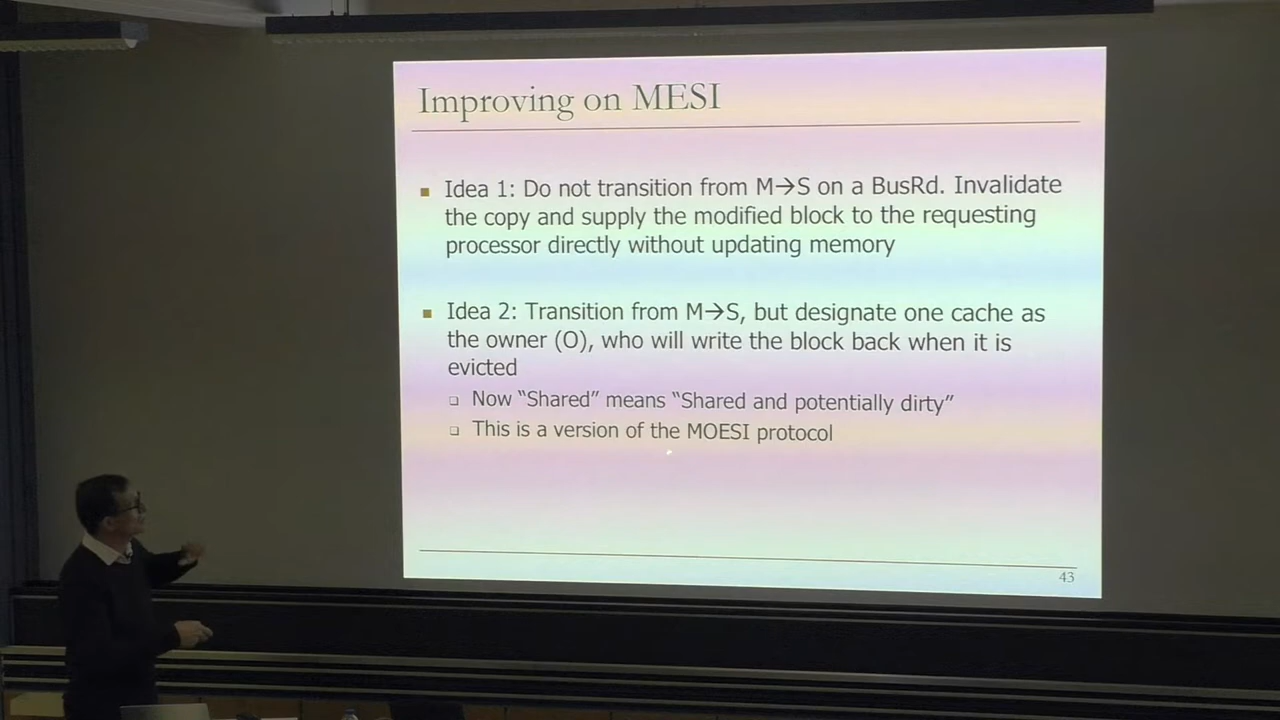 Improving on MESI
Idea 1: Do not transition from M→S on a BusRd. Invalidate
the copy and supply the modified block to the requesting
processor directly without updating memory
Idea 2: Transition from M→S, but designate one cache as
the owner (O), who will write the block back when it is
evicted
Now “Shared” means “Shared and potentially dirty”
This is a version of the MOESI protocol
43